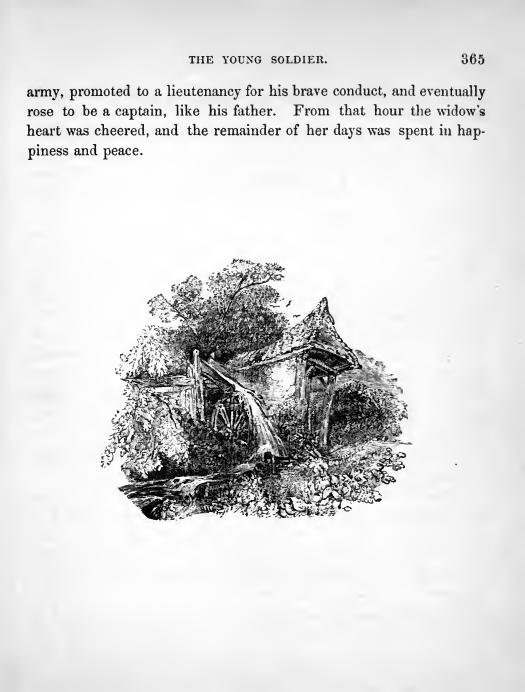 THE YOUNG SOLDIER. 365
army, promoted to a lieutenancy for his brave conduct, and eventually
rose to be a captain, like his father. From that hour the widow's
heart was cheered, and the remainder of her days was spent in hap-
piness and peace.